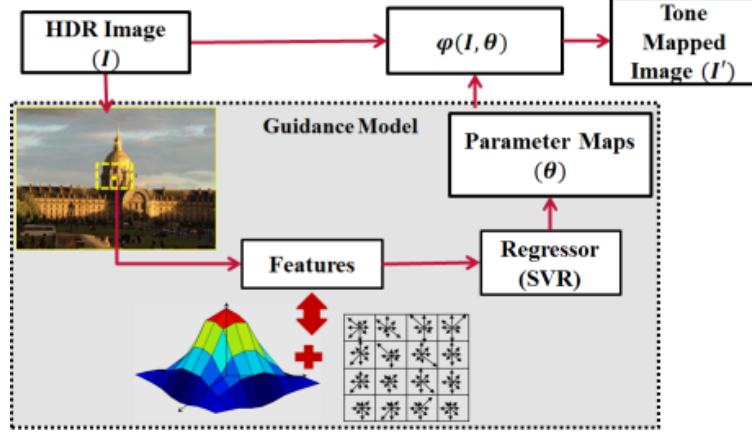 HDR Image
(I)
φ(I, θ)
Tone
Mapped
Image (I′)
Guidance Model
Parameter Maps
(θ)
Features
Regressor
(SVR)